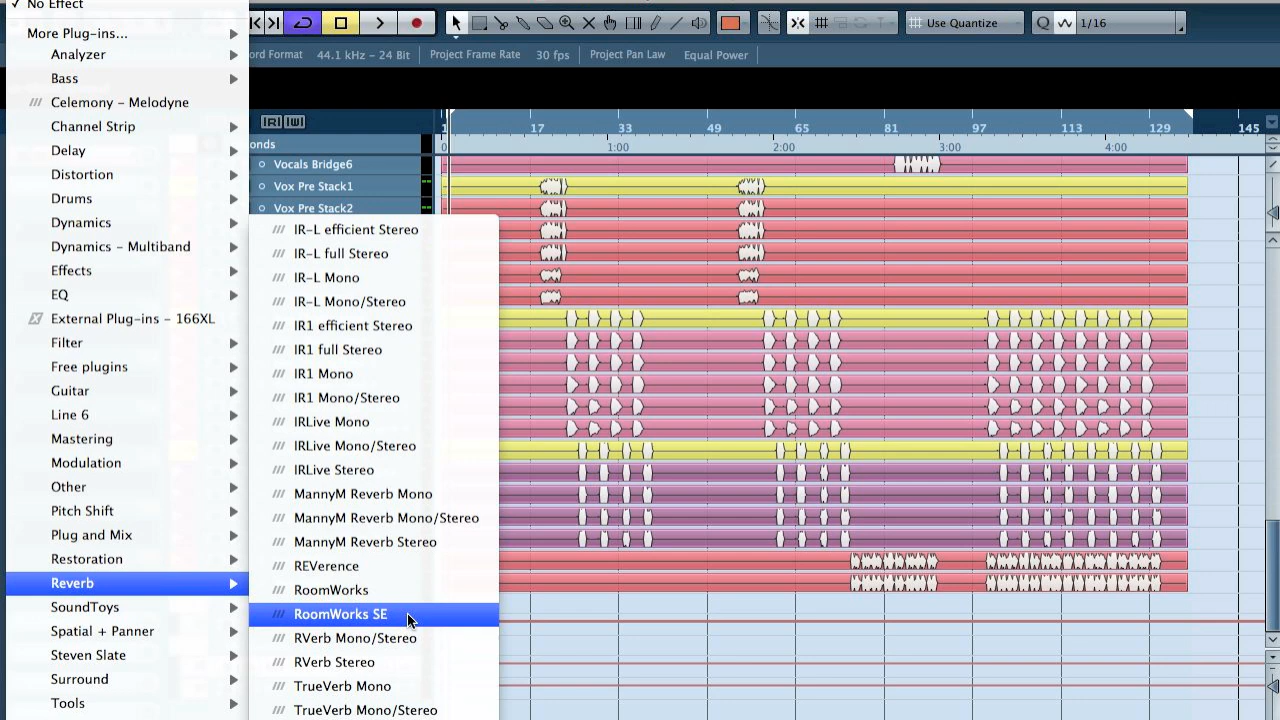 No Effect
More Plug-ins...
Analyzer
Bass
Celemony – Melodyne
Channel Strip
Delay
Distortion
Drums
Dynamics
Dynamics – Multiband
Effects
EQ
External Plug-ins – 166XL
Filter
Free plugins
Guitar
Line 6
Mastering
Modulation
Other
Pitch Shift
Plug and Mix
Restoration
Reverb
SoundToys
Spatial + Panner
Steven Slate
Surround
Tools
IR-L efficient Stereo
IR-L full Stereo
IR-L Mono
IR-L Mono/Stereo
IR1 efficient Stereo
IR1 full Stereo
IR1 Mono
IR1 Mono/Stereo
IRLive Mono
IRLive Mono/Stereo
IRLive Stereo
MannyM Reverb Mono
MannyM Reverb Mono/Stereo
MannyM Reverb Stereo
REVerence
RoomWorks
RoomWorks SE
RVerb Mono/Stereo
RVerb Stereo
TrueVerb Mono
TrueVerb Mono/Stereo
Use Quantize Q 1/16
ord Format 44.1 kHz – 24 Bit Project Frame Rate 30 fps Project Pan Law Equal Power
R W
1 17 33 49 65 81 97 113 129 145
onds 0 1:00 2:00 3:00 4:00
Vocals Bridge6
Vox Pre Stack1
Vox Pre Stack2